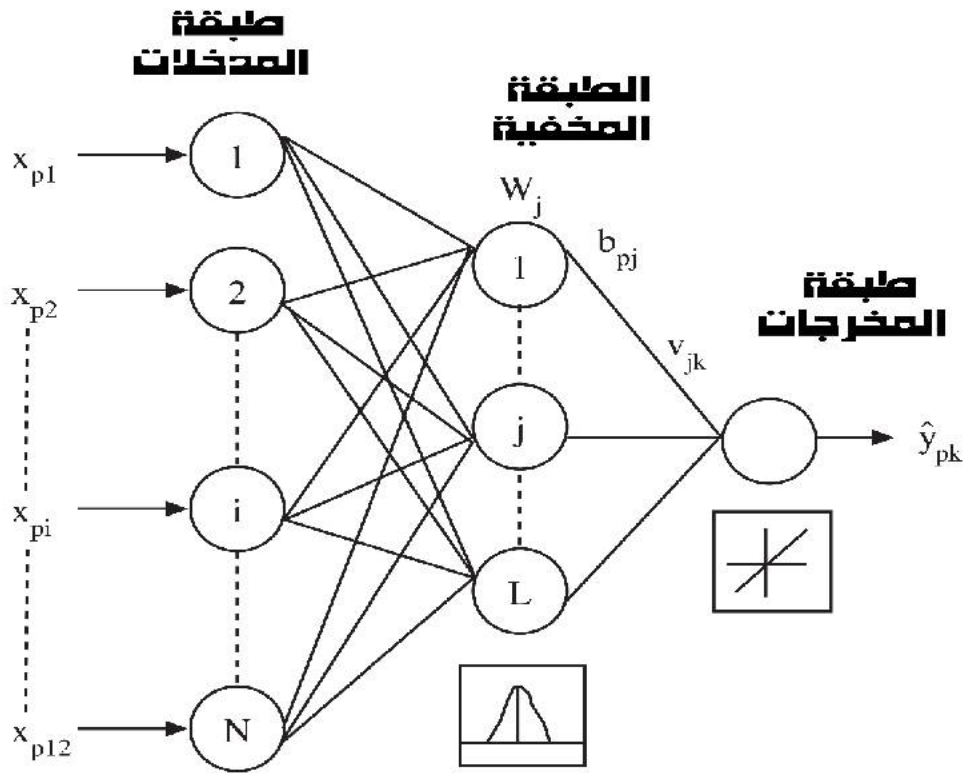 طبقة
المدخلات
الطبقة
المخفية
طبقة
المخرجات
x_p1
1
x_p2
2
x_pi
i
x_p12
N
W_j
1
j
L
b_pj
v_jk
ŷ_pk